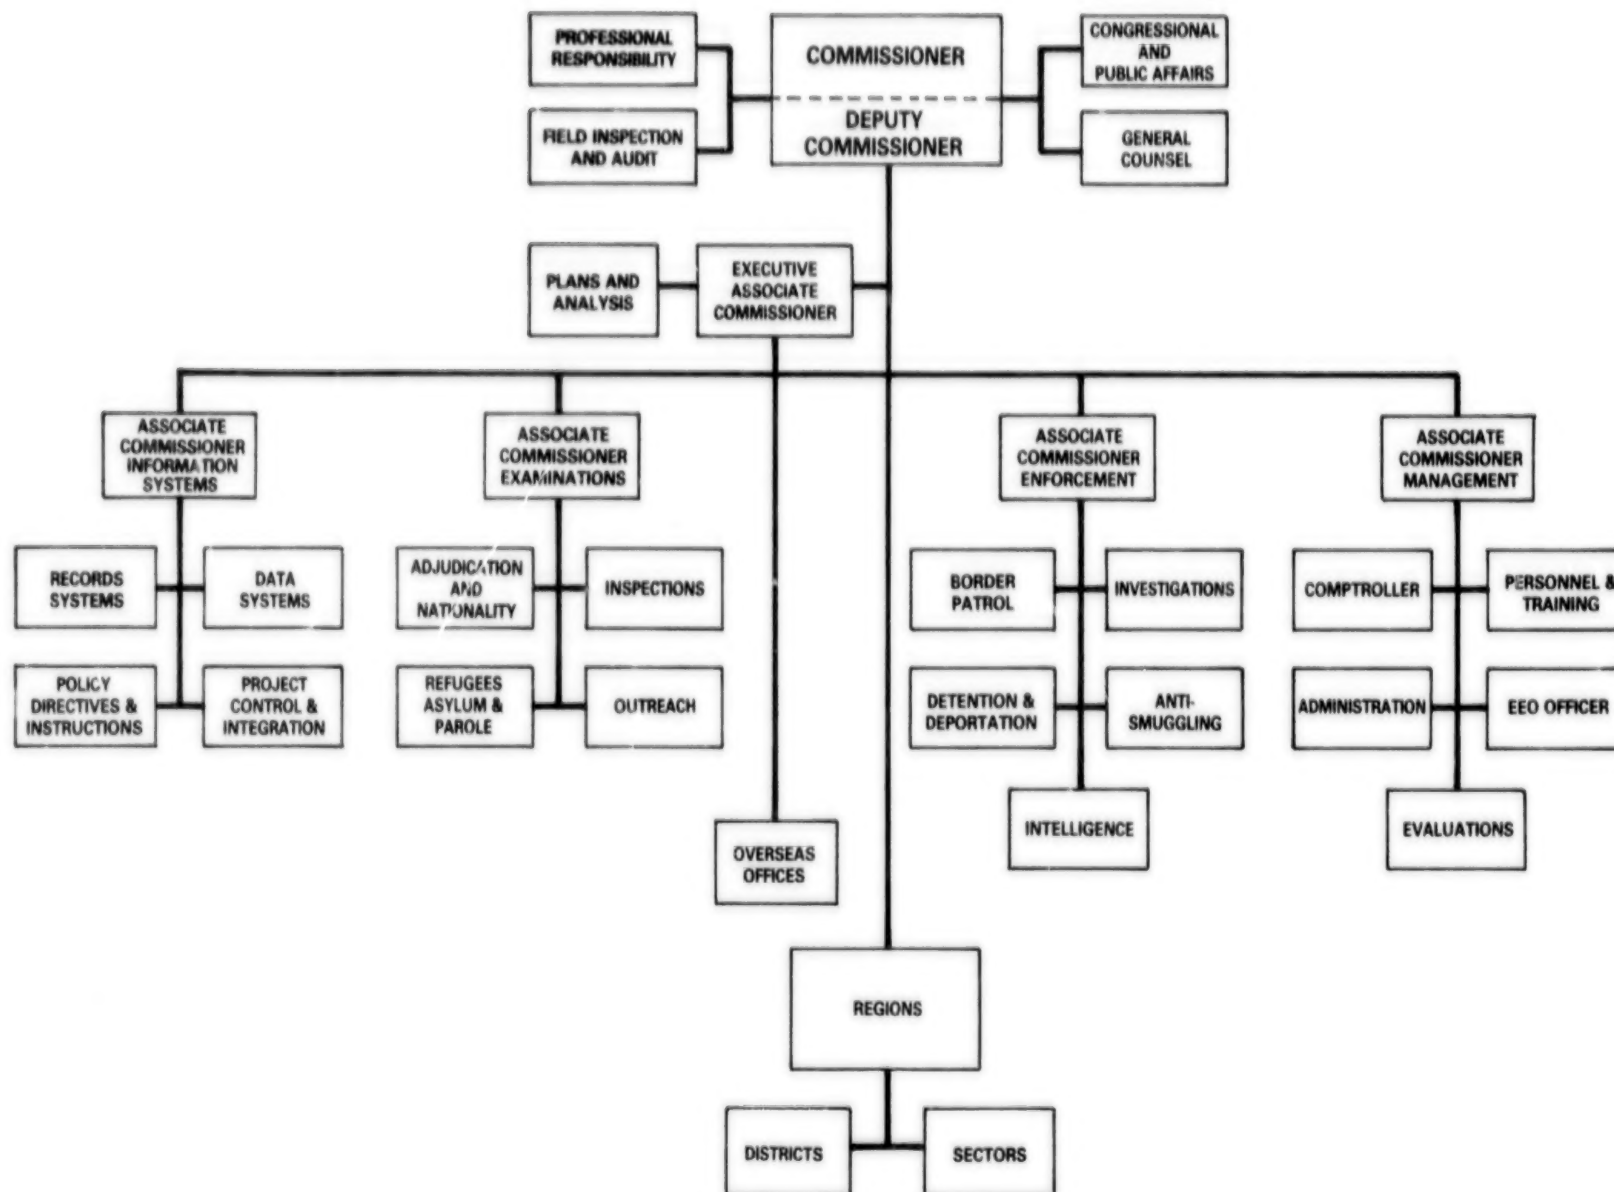 PROFESSIONAL
RESPONSIBILITY
COMMISSIONER
DEPUTY
COMMISSIONER
CONGRESSIONAL
AND
PUBLIC AFFAIRS
FIELD INSPECTION
AND AUDIT
GENERAL
COUNSEL
PLANS AND
ANALYSIS
EXECUTIVE
ASSOCIATE
COMMISSIONER
ASSOCIATE
COMMISSIONER
INFORMATION
SYSTEMS
ASSOCIATE
COMMISSIONER
EXAMINATIONS
ASSOCIATE
COMMISSIONER
ENFORCEMENT
ASSOCIATE
COMMISSIONER
MANAGEMENT
RECORDS
SYSTEMS
DATA
SYSTEMS
ADJUDICATION
AND
NATIONALITY
INSPECTIONS
BORDER
PATROL
INVESTIGATIONS
COMPTROLLER
PERSONNEL &
TRAINING
POLICY
DIRECTIVES &
INSTRUCTIONS
PROJECT
CONTROL &
INTEGRATION
REFUGEES
ASYLUM &
PAROLE
OUTREACH
DETENTION &
DEPORTATION
ANTI-
SMUGGLING
ADMINISTRATION
EEO OFFICER
OVERSEAS
OFFICES
INTELLIGENCE
EVALUATIONS
REGIONS
DISTRICTS
SECTORS